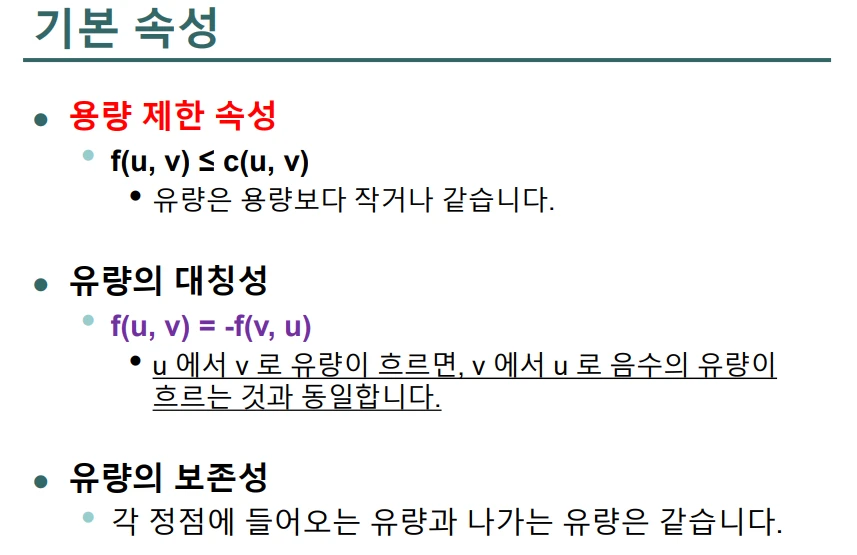 기본 속성
용량 제한 속성
f(u, v) ≤ c(u, v)
유량은 용량보다 작거나 같습니다.
유량의 대칭성
f(u, v) = -f(v, u)
u 에서 v 로 유량이 흐르면, v 에서 u 로 음수의 유량이
흐르는 것과 동일합니다.
유량의 보존성
각 정점에 들어오는 유량과 나가는 유량은 같습니다.